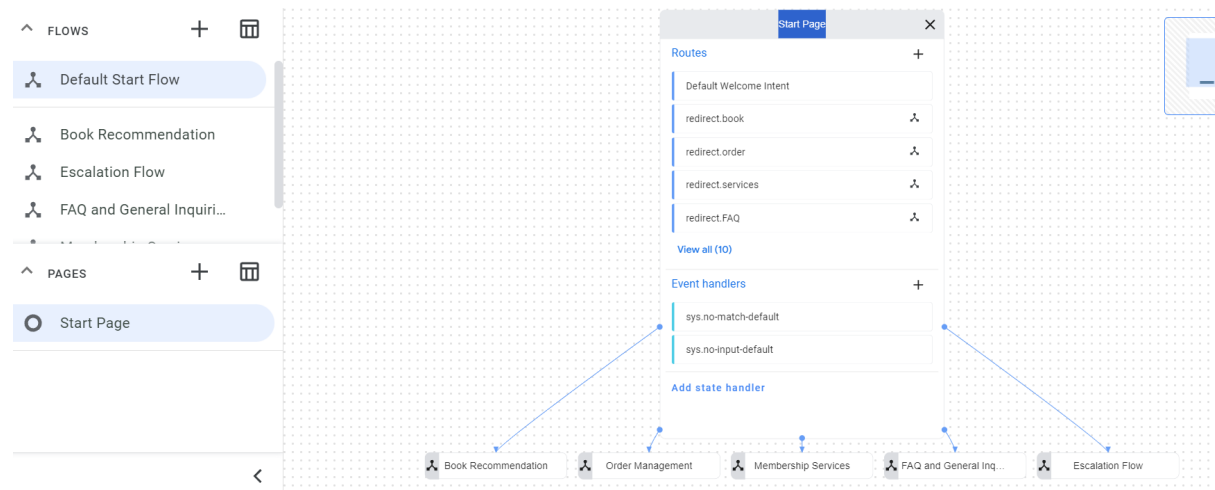 FLOWS
Default Start Flow
Book Recommendation
Escalation Flow
FAQ and General Inquiri...
PAGES
Start Page
Start Page
Routes
Default Welcome Intent
redirect.book
redirect.order
redirect.services
redirect.FAQ
View all (10)
Event handlers
sys.no-match-default
sys.no-input-default
Add state handler
Book Recommendation
Order Management
Membership Services
FAQ and General Inq...
Escalation Flow